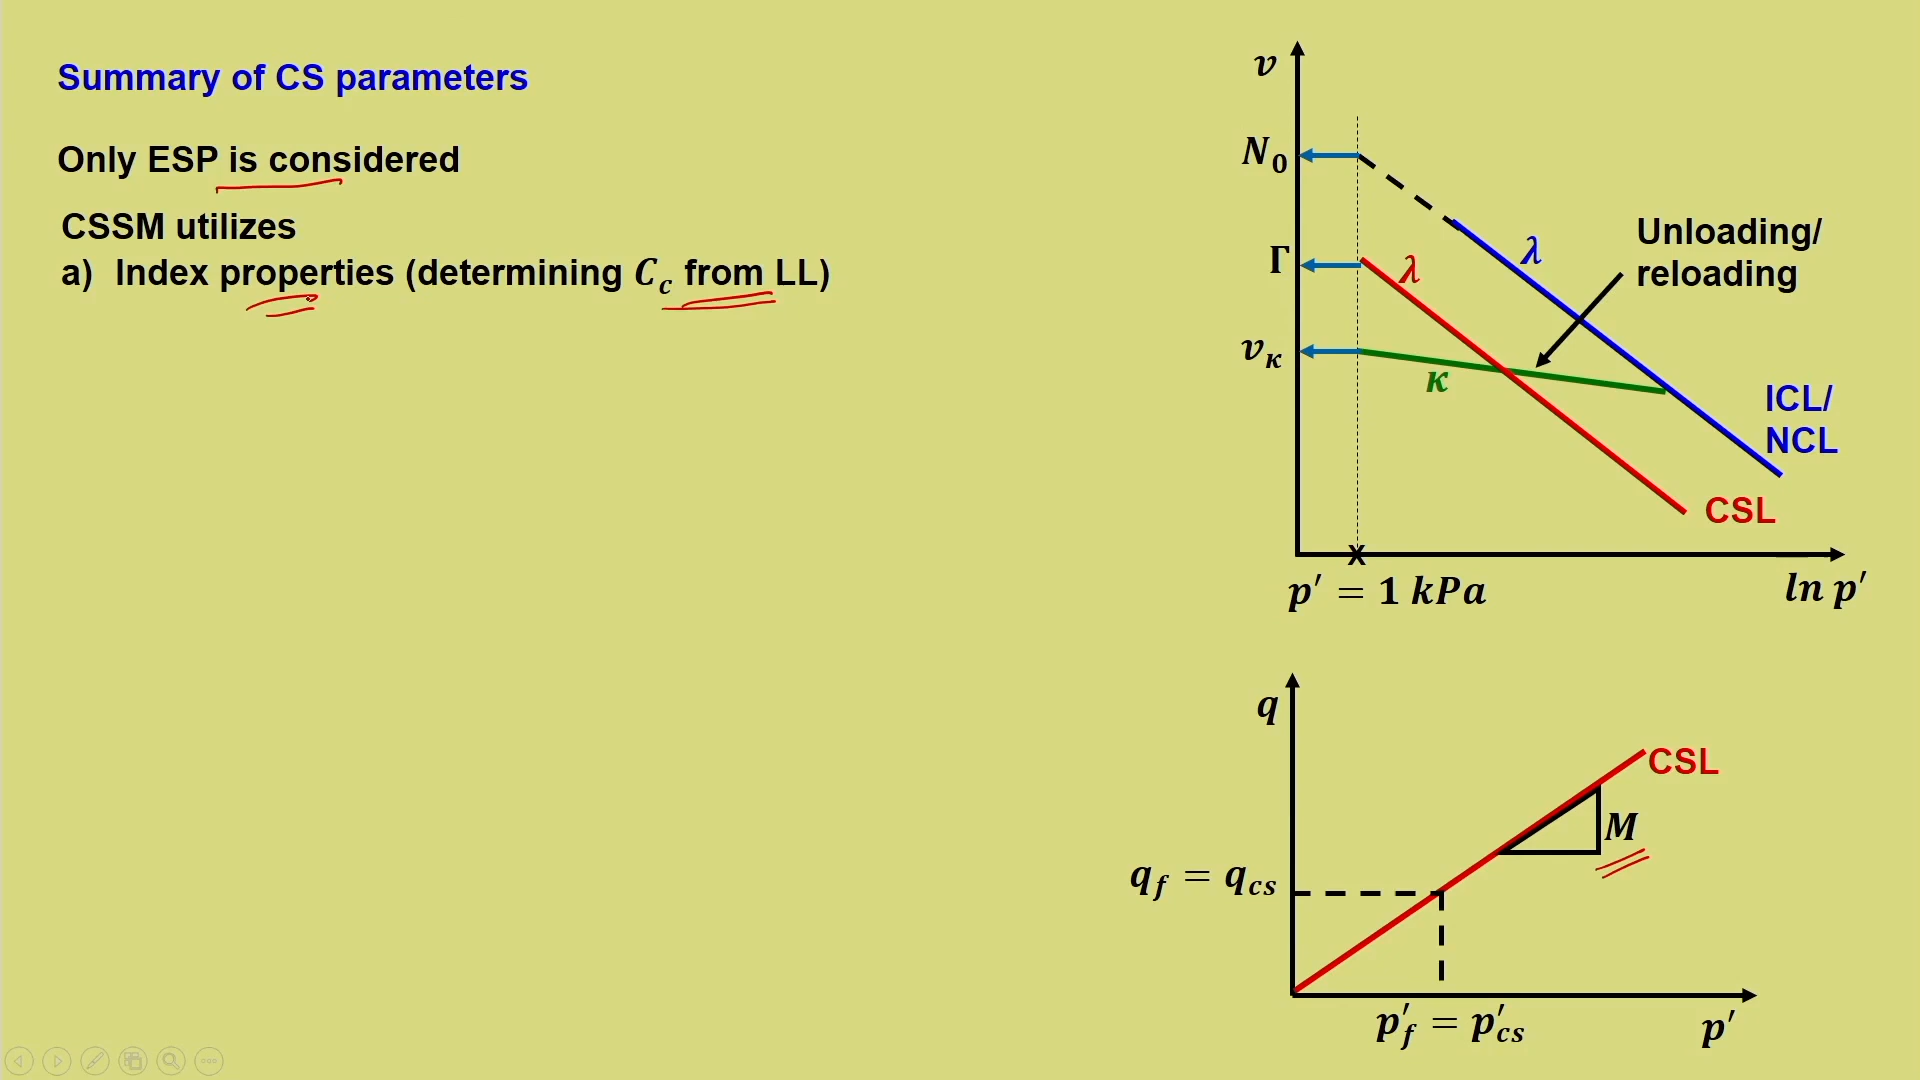 Summary of CS parameters
Only ESP is considered
CSSM utilizes
a) Index properties (determining C_c from LL)
v
N_0
Γ
v_κ
λ
λ
κ
Unloading/
reloading
ICL/
NCL
CSL
x
p′ = 1 kPa
ln p′
q
CSL
M
q_f = q_cs
p′_f = p′_cs
p′